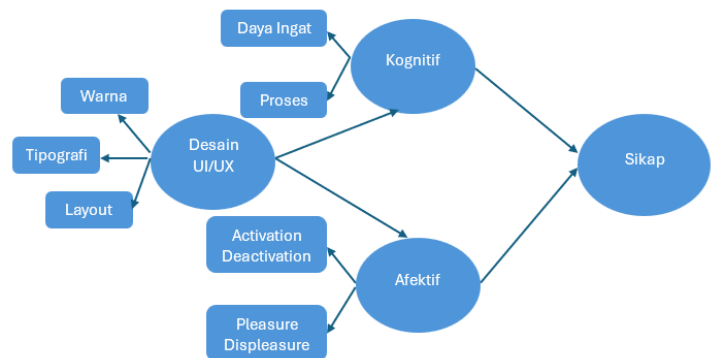 Daya Ingat
Kognitif
Proses
Warna
Desain
UI/UX
Tipografi
Layout
Sikap
Activation
Deactivation
Afektif
Pleasure
Displeasure